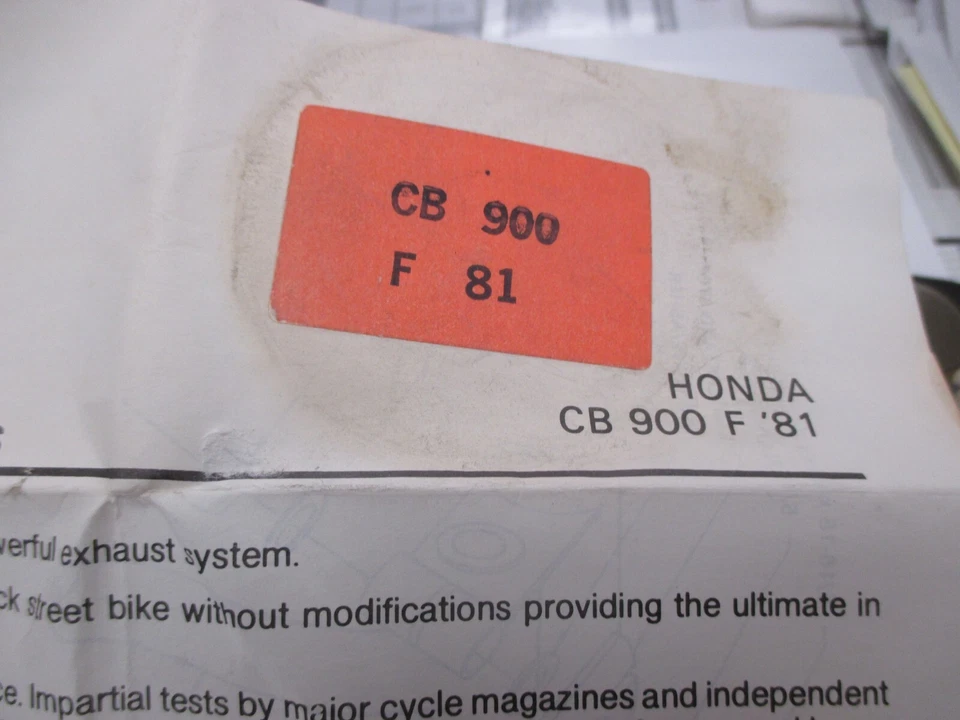 CB 900
F 81
HONDA
CB 900 F '81
exhaust system.
street bike without modifications providing the ultimate in
Impartial tests by major cycle magazines and independent